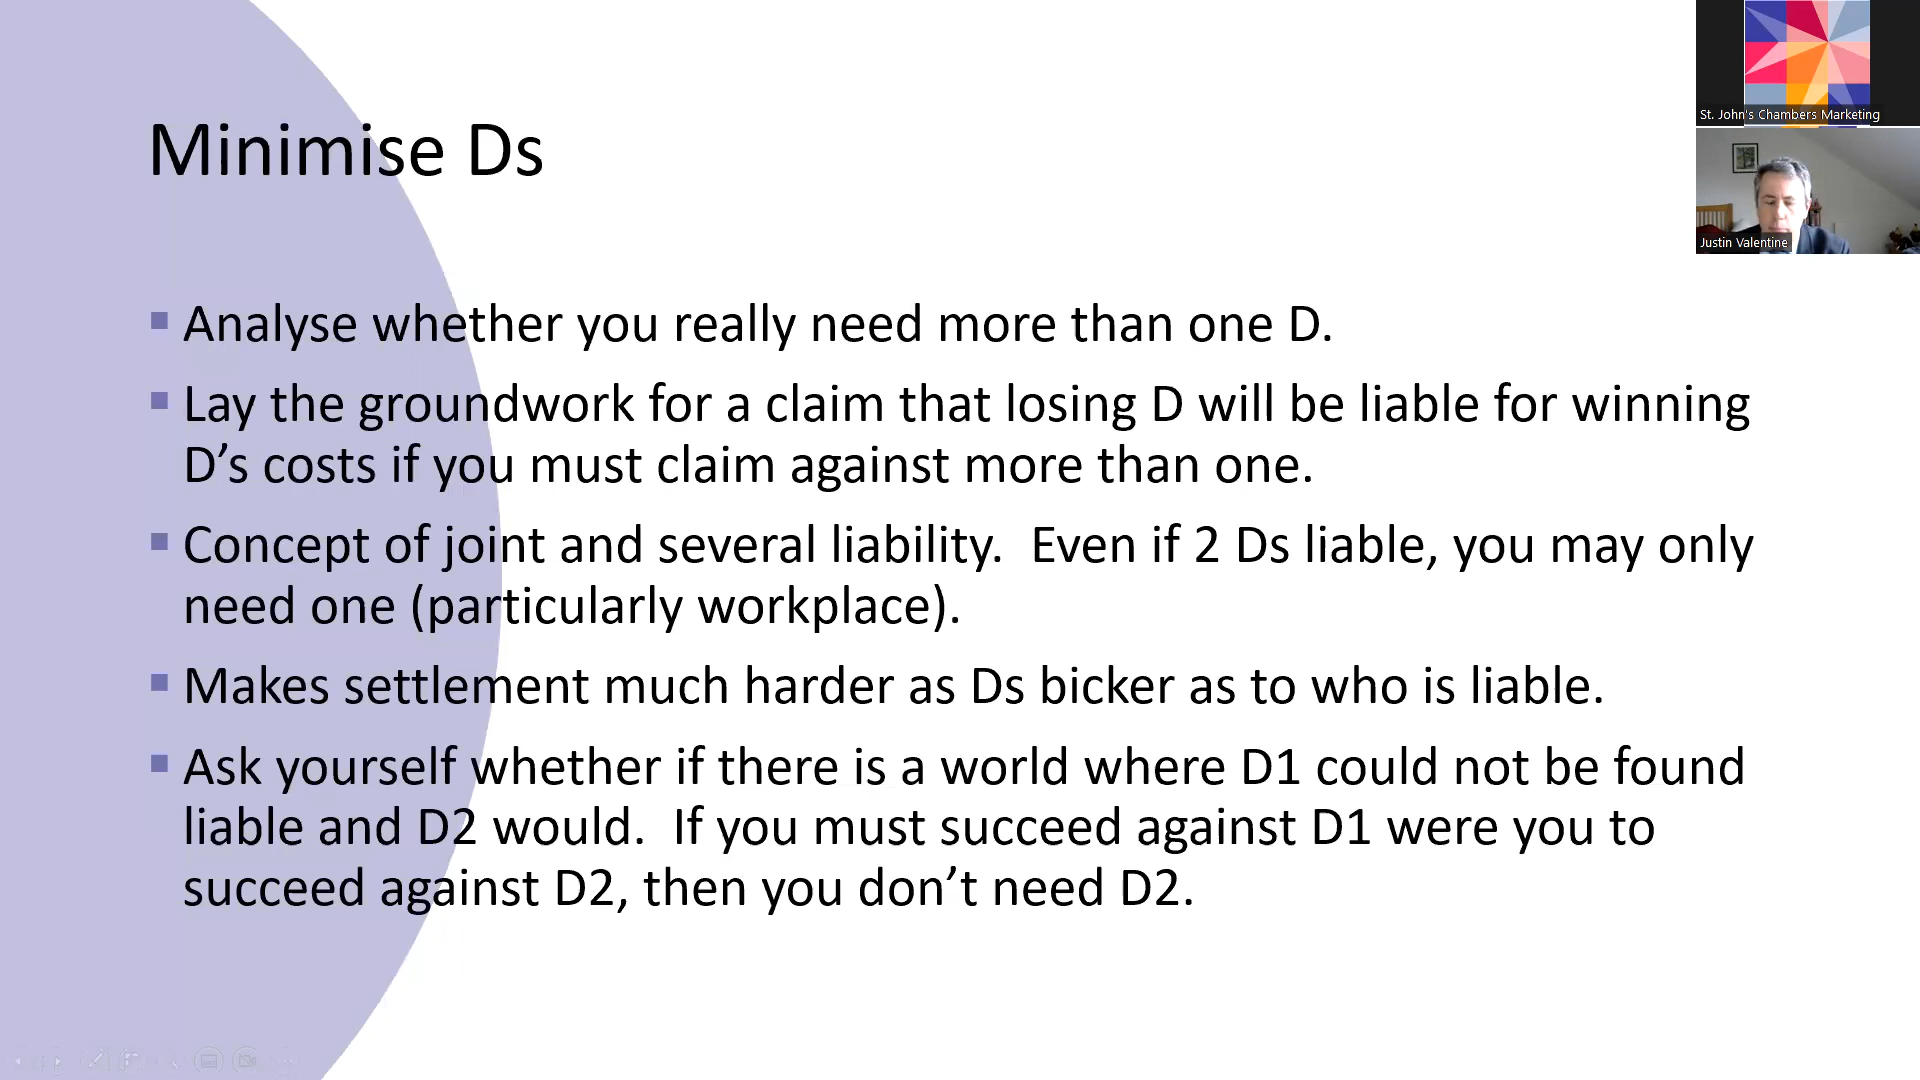 Minimise Ds
Analyse whether you really need more than one D.
Lay the groundwork for a claim that losing D will be liable for winning
D’s costs if you must claim against more than one.
Concept of joint and several liability.  Even if 2 Ds liable, you may only
need one (particularly workplace).
Makes settlement much harder as Ds bicker as to who is liable.
Ask yourself whether if there is a world where D1 could not be found
liable and D2 would.  If you must succeed against D1 were you to
succeed against D2, then you don’t need D2.
St. John's Chambers Marketing
Justin Valentine